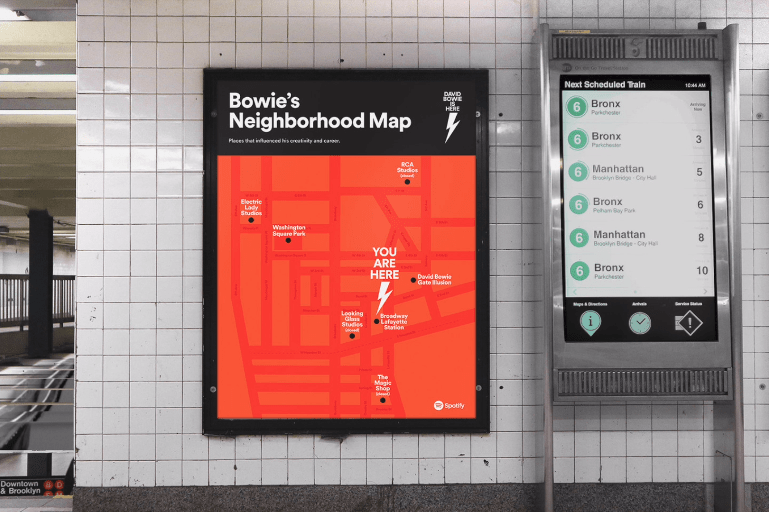 Bowie's
Neighborhood Map
Places that influenced his creativity and career.
DAVID
BOWIE
IS
HERE
RCA
Studios
(closed)
Electric
Lady
Studios
Washington
Square Park
YOU
ARE
HERE
David Bowie
Gate Illusion
Looking
Glass
Studios
(closed)
Broadway
Lafayette
Station
The
Magic
Shop
(closed)
Spotify
Next Scheduled Train 10:44 AM
6 Bronx
Parkchester
6 Bronx 3
Parkchester
6 Manhattan 5
Brooklyn Bridge - City Hall
6 Bronx 6
Pelham Bay Park
6 Manhattan 8
Brooklyn Bridge - City Hall
6 Bronx 10
Parkchester
Maps & Directions Arrivals Service Status
Downtown
& Brooklyn